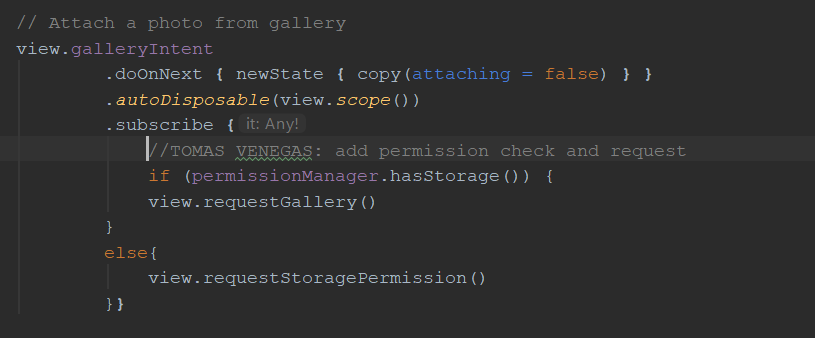 // Attach a photo from gallery
view.galleryIntent
.doOnNext { newState { copy(attaching = false) } }
.autoDisposable(view.scope())
.subscribe { it: Any!
//TOMAS VENEGAS: add permission check and request
if (permissionManager.hasStorage()) {
view.requestGallery()
}
else{
view.requestStoragePermission()
}}